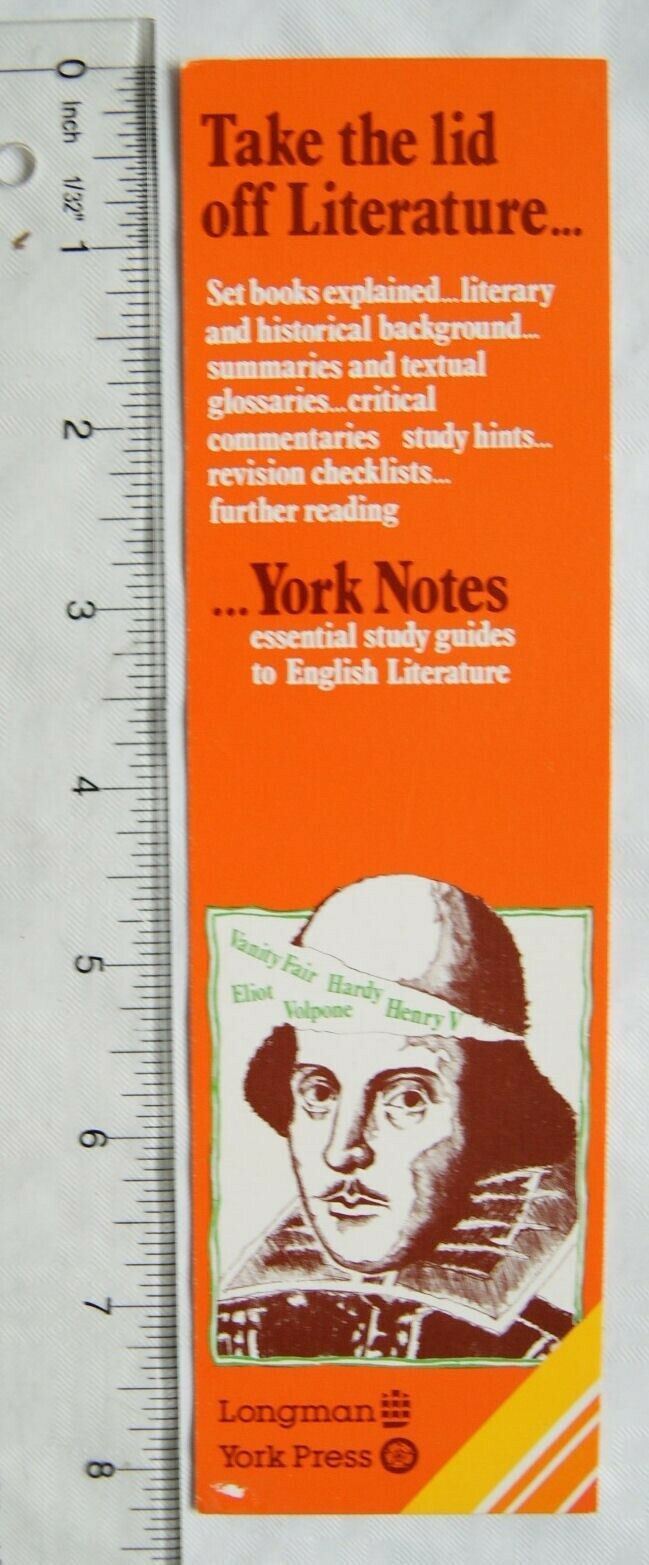 0 Inch 1/32"
1
2
3
4
5
6
7
8
Take the lid
off Literature...
Set books explained...literary
and historical background...
summaries and textual
glossaries...critical
commentaries study hints...
revision checklists...
further reading
...York Notes
essential study guides
to English Literature
Vanity Fair Hardy Henry V
Eliot Volpone
Longman
York Press